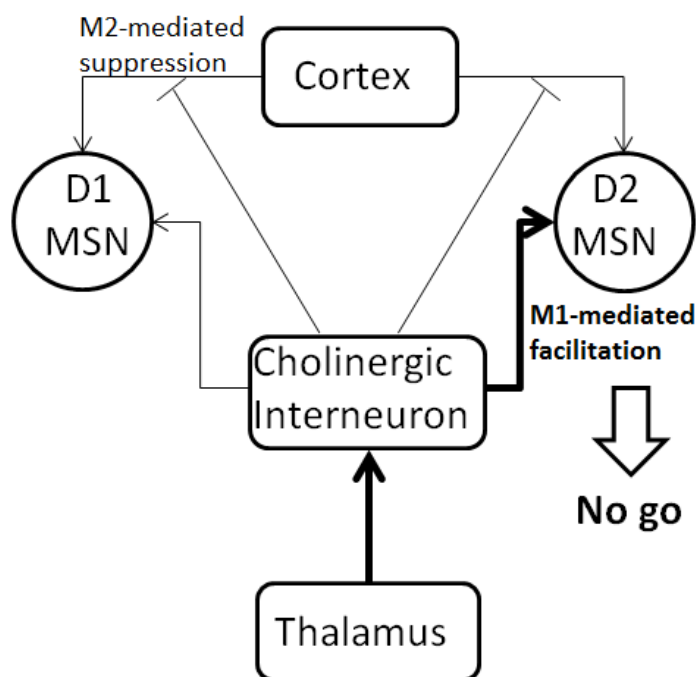 M2-mediated
suppression
Cortex
D1
MSN
D2
MSN
M1-mediated
facilitation
Cholinergic
Interneuron
No go
Thalamus